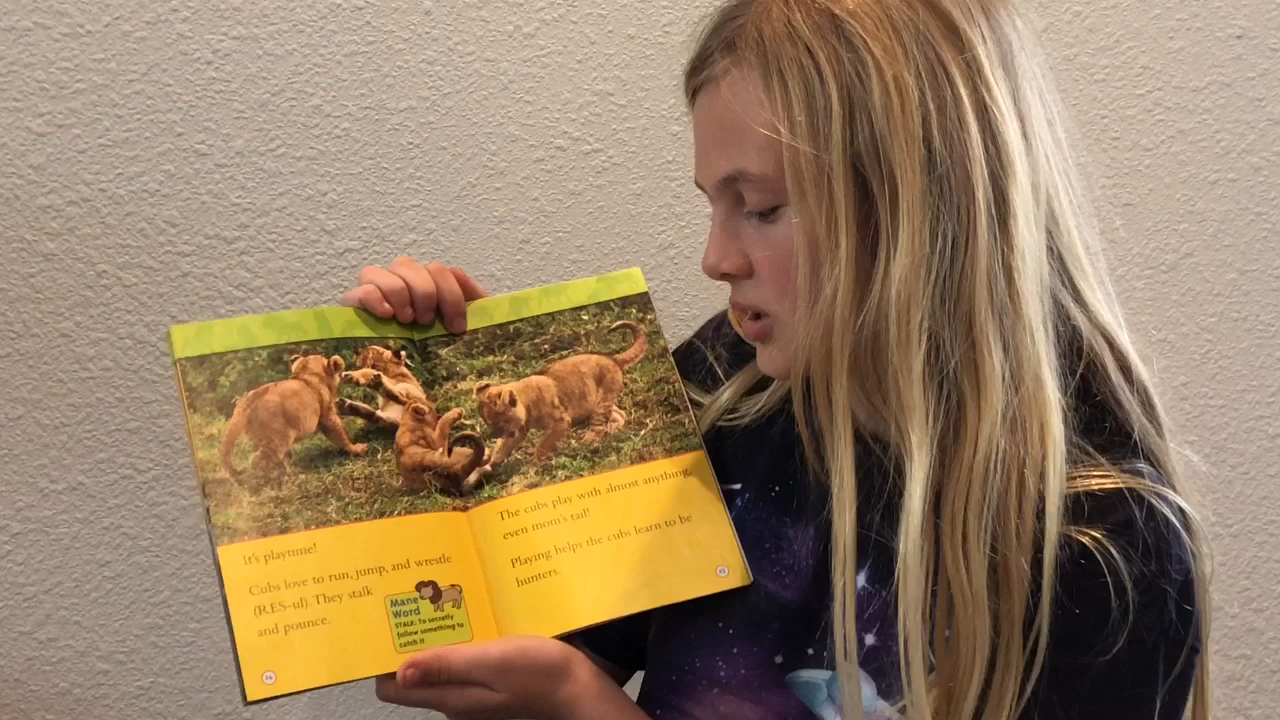 It's playtime!
Cubs love to run, jump, and wrestle
(RES-ul). They stalk
and pounce.
Mane
Word
STALK: To secretly
follow something to
catch it
14
The cubs play with almost anything,
even mom's tail!
Playing helps the cubs learn to be
hunters.
15